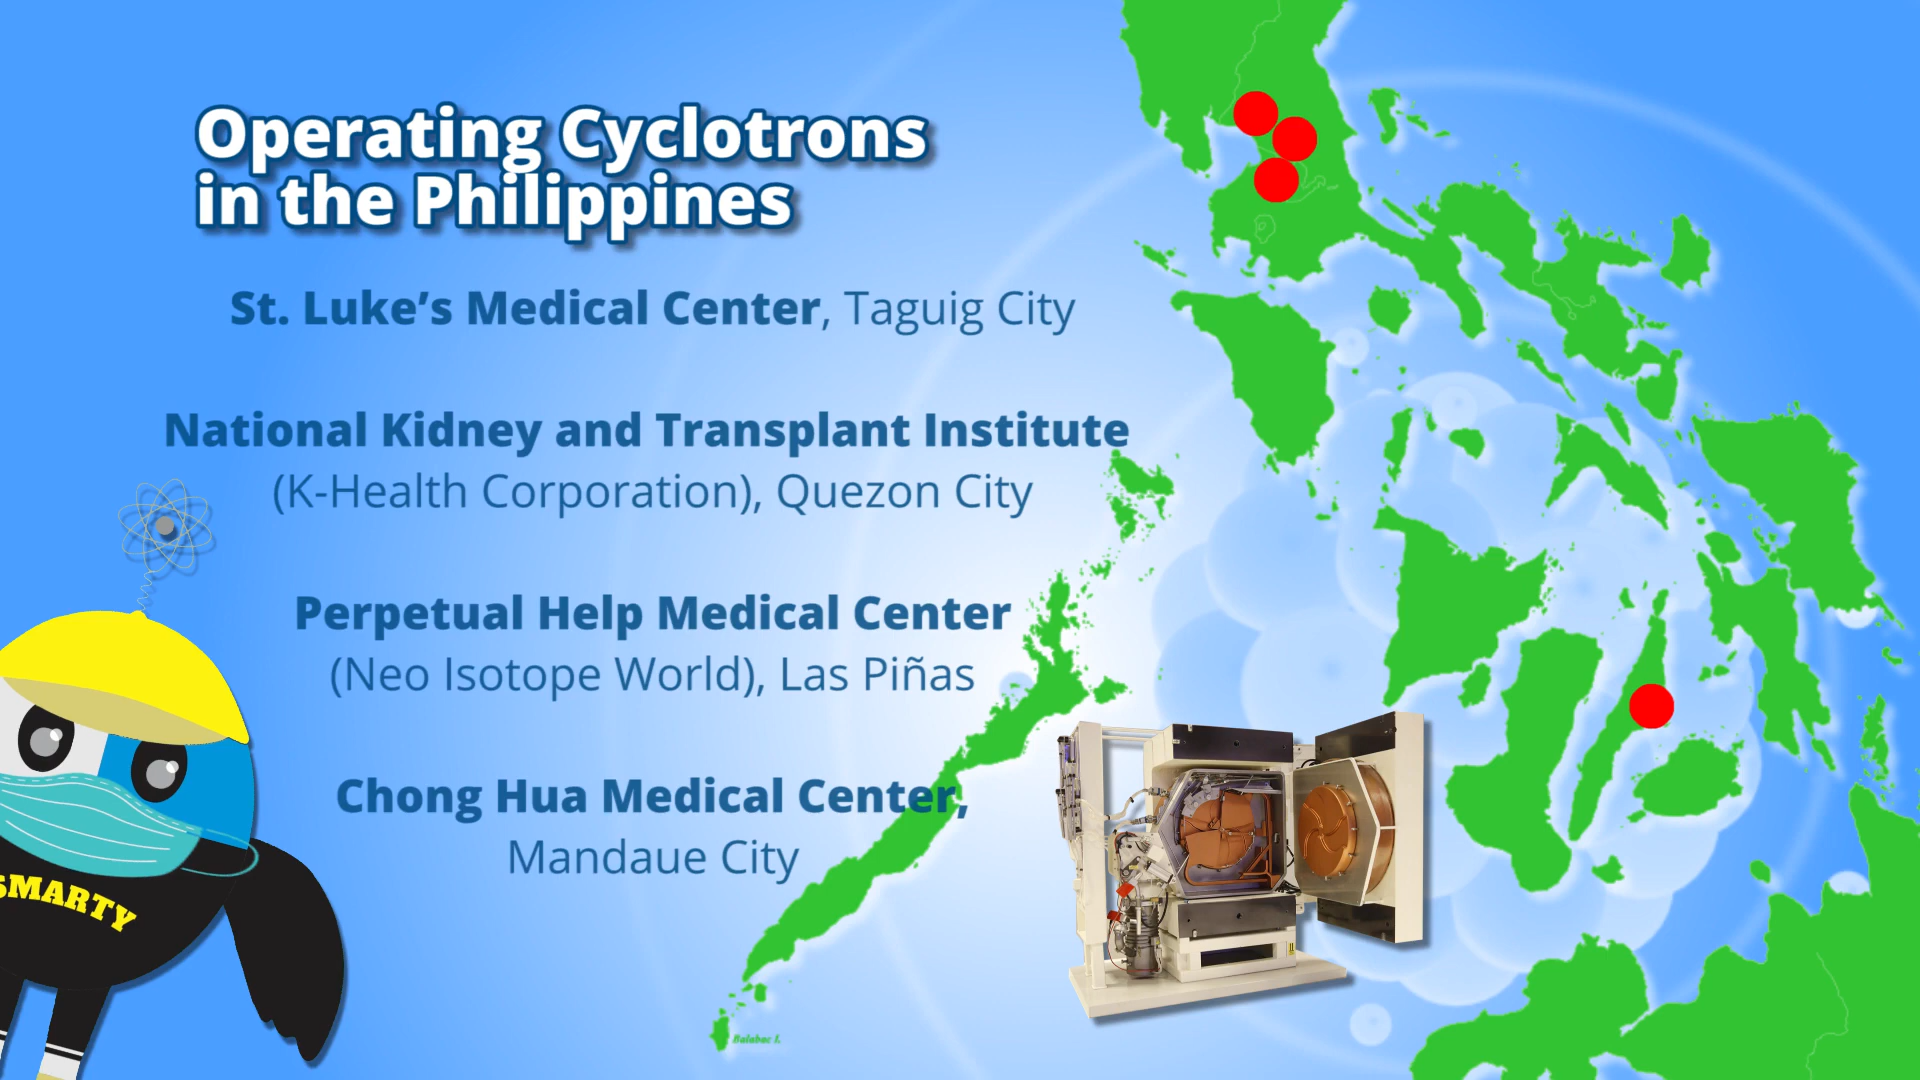 Operating Cyclotrons
in the Philippines
St. Luke’s Medical Center, Taguig City
National Kidney and Transplant Institute
(K-Health Corporation), Quezon City
Perpetual Help Medical Center
(Neo Isotope World), Las Piñas
Chong Hua Medical Center,
Mandaue City
SMARTY
Balabac I.